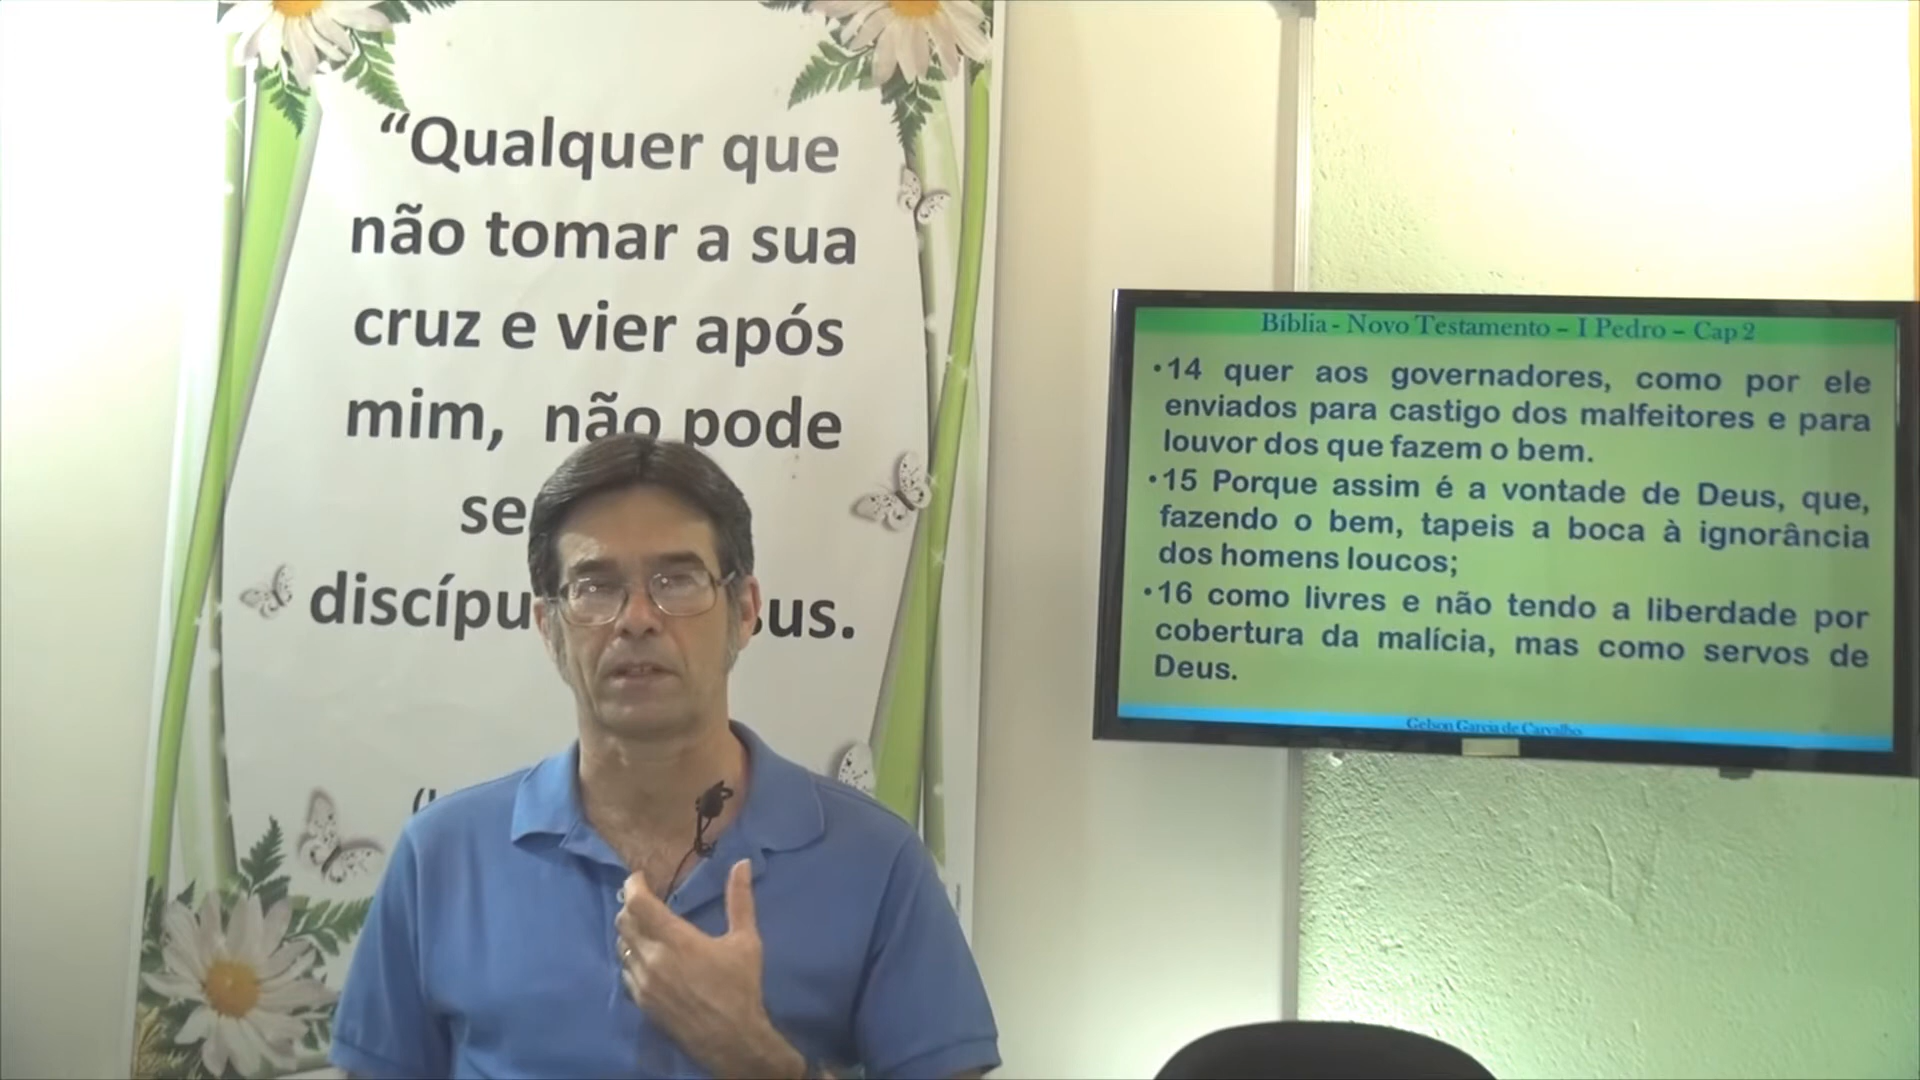 “Qualquer que
não tomar a sua
cruz e vier após
mim, não pode
discípu
sus.
Bíblia - Novo Testamento – I Pedro – Cap 2
•14 quer aos governadores, como por ele
enviados para castigo dos malfeitores e para
louvor dos que fazem o bem.
•15 Porque assim é a vontade de Deus, que,
fazendo o bem, tapeis a boca à ignorância
dos homens loucos;
•16 como livres e não tendo a liberdade por
cobertura da malícia, mas como servos de
Deus.
Gelson Garcia de Carvalho